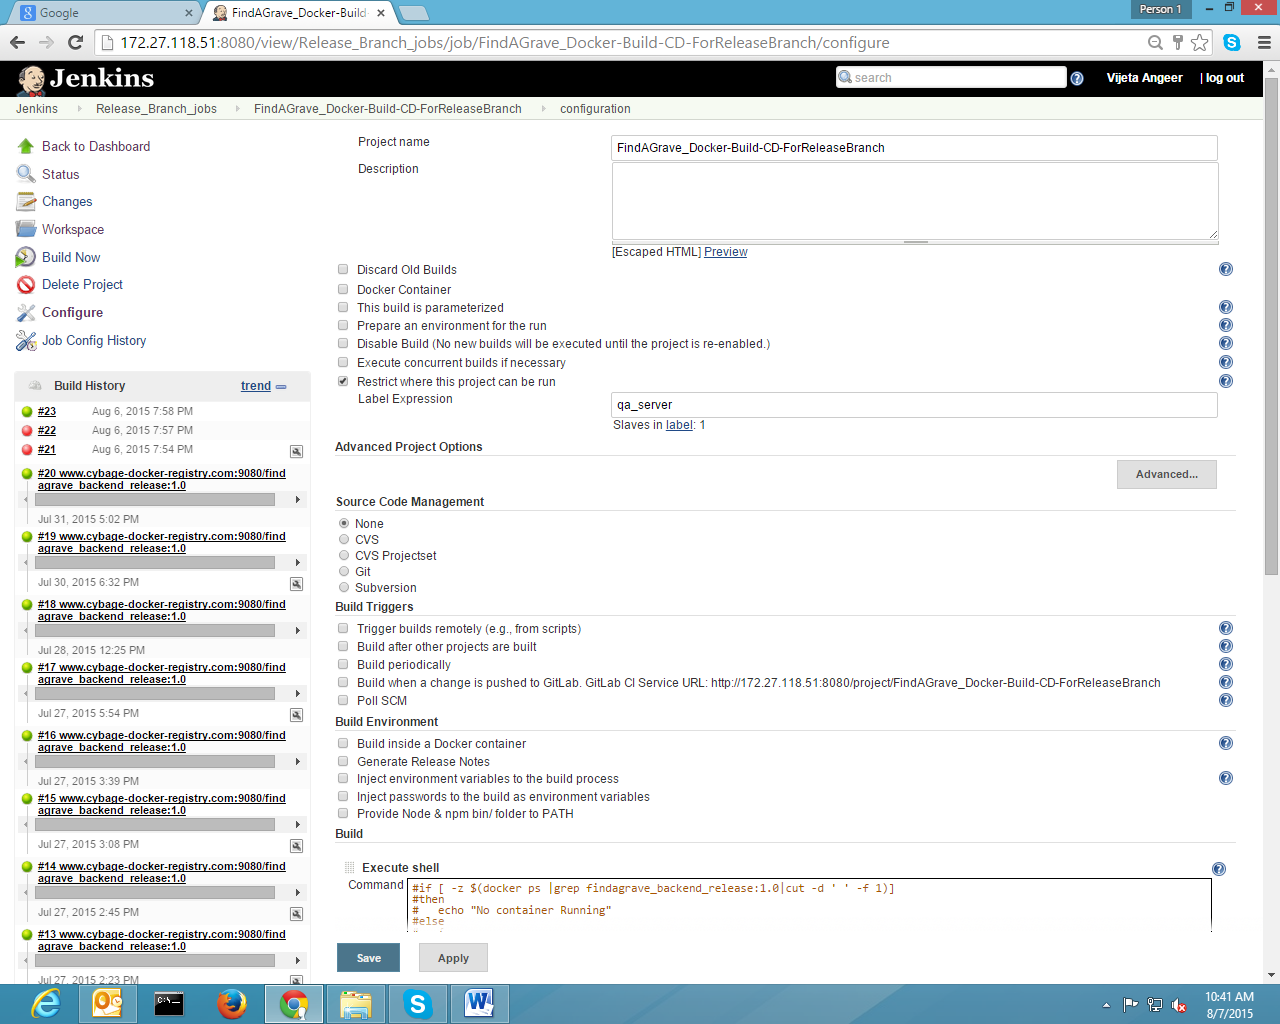 Google
FindAGrave_Docker-Build-
Person 1
172.27.118.51:8080/view/Release_Branch_jobs/job/FindAGrave_Docker-Build-CD-ForReleaseBranch/configure
Jenkins
search
Vijeta Angeer
| log out
Jenkins
Release_Branch_jobs
FindAGrave_Docker-Build-CD-ForReleaseBranch
configuration
Back to Dashboard
Status
Changes
Workspace
Build Now
Delete Project
Configure
Job Config History
Build History
trend
#23 Aug 6, 2015 7:58 PM
#22 Aug 6, 2015 7:57 PM
#21 Aug 6, 2015 7:54 PM
#20 www.cybage-docker-registry.com:9080/find
agrave_backend_release:1.0
Jul 31, 2015 5:02 PM
#19 www.cybage-docker-registry.com:9080/find
agrave_backend_release:1.0
Jul 30, 2015 6:32 PM
#18 www.cybage-docker-registry.com:9080/find
agrave_backend_release:1.0
Jul 28, 2015 12:25 PM
#17 www.cybage-docker-registry.com:9080/find
agrave_backend_release:1.0
Jul 27, 2015 5:54 PM
#16 www.cybage-docker-registry.com:9080/find
agrave_backend_release:1.0
Jul 27, 2015 3:39 PM
#15 www.cybage-docker-registry.com:9080/find
agrave_backend_release:1.0
Jul 27, 2015 3:08 PM
#14 www.cybage-docker-registry.com:9080/find
agrave_backend_release:1.0
Jul 27, 2015 2:45 PM
#13 www.cybage-docker-registry.com:9080/find
agrave_backend_release:1.0
Jul 27, 2015 2:23 PM
Project name
FindAGrave_Docker-Build-CD-ForReleaseBranch
Description
[Escaped HTML] Preview
Discard Old Builds
Docker Container
This build is parameterized
Prepare an environment for the run
Disable Build (No new builds will be executed until the project is re-enabled.)
Execute concurrent builds if necessary
Restrict where this project can be run
Label Expression
qa_server
Slaves in label: 1
Advanced Project Options
Advanced...
Source Code Management
None
CVS
CVS Projectset
Git
Subversion
Build Triggers
Trigger builds remotely (e.g., from scripts)
Build after other projects are built
Build periodically
Build when a change is pushed to GitLab. GitLab CI Service URL: http://172.27.118.51:8080/project/FindAGrave_Docker-Build-CD-ForReleaseBranch
Poll SCM
Build Environment
Build inside a Docker container
Generate Release Notes
Inject environment variables to the build process
Inject passwords to the build as environment variables
Provide Node & npm bin/ folder to PATH
Build
Execute shell
Command
#if [ -z $(docker ps |grep findagrave_backend_release:1.0|cut -d ' ' -f 1)]
#then
#   echo "No container Running"
#else
Save
Apply
10:41 AM
8/7/2015